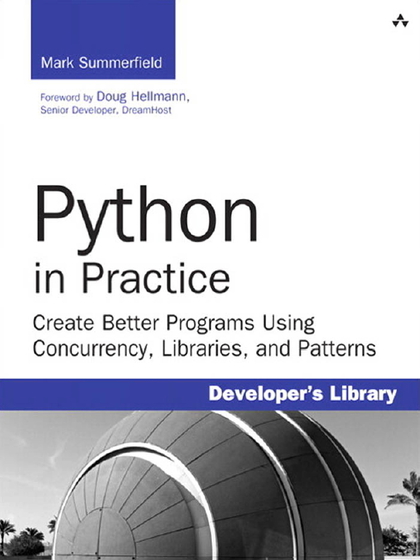 Mark Summerfield
Foreword by Doug Hellmann,
Senior Developer, DreamHost
Python
in Practice
Create Better Programs Using
Concurrency, Libraries, and Patterns
Developer's Library